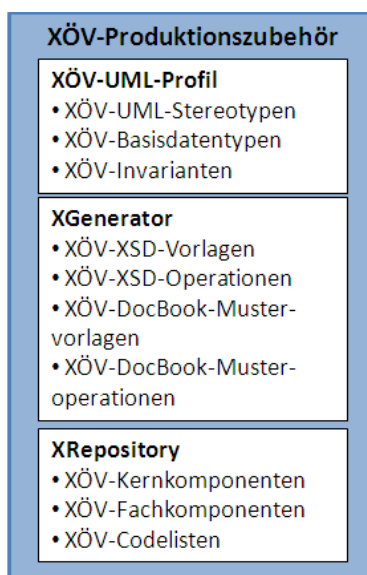 XÖV-Produktionszubehör
XÖV-UML-Profil
• XÖV-UML-Stereotypen
• XÖV-Basisdatentypen
• XÖV-Invarianten
XGenerator
• XÖV-XSD-Vorlagen
• XÖV-XSD-Operationen
• XÖV-DocBook-Muster-
vorlagen
• XÖV-DocBook-Muster-
operationen
XRepository
• XÖV-Kernkomponenten
• XÖV-Fachkomponenten
• XÖV-Codelisten